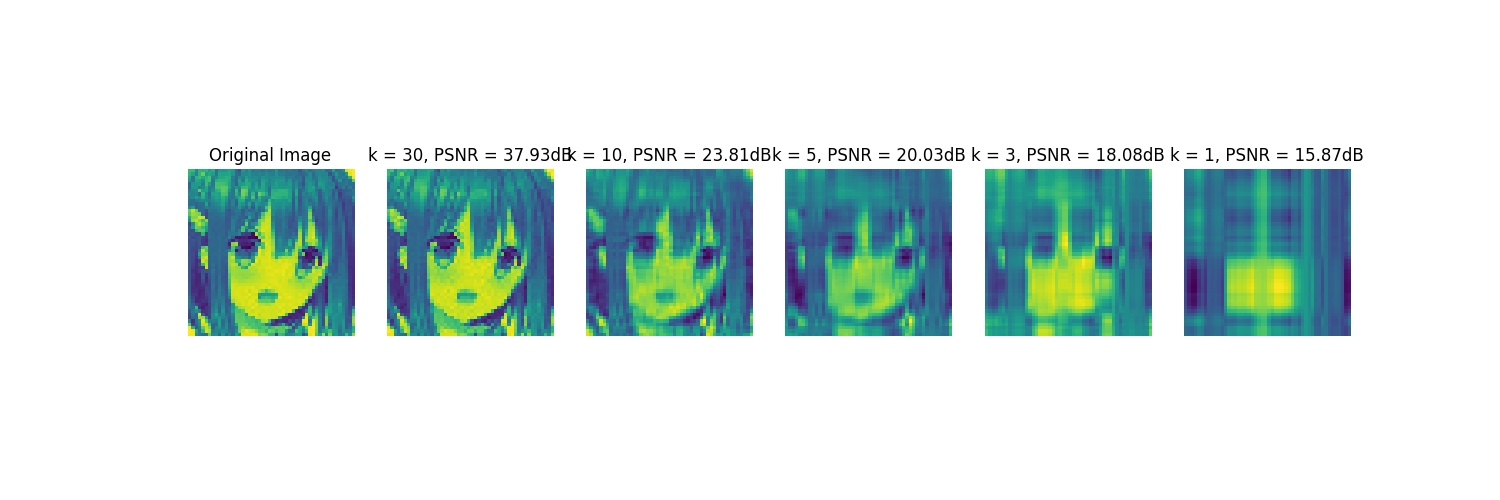 Original Image
k = 30, PSNR = 37.93dB
k = 10, PSNR = 23.81dB
k = 5, PSNR = 20.03dB
k = 3, PSNR = 18.08dB
k = 1, PSNR = 15.87dB